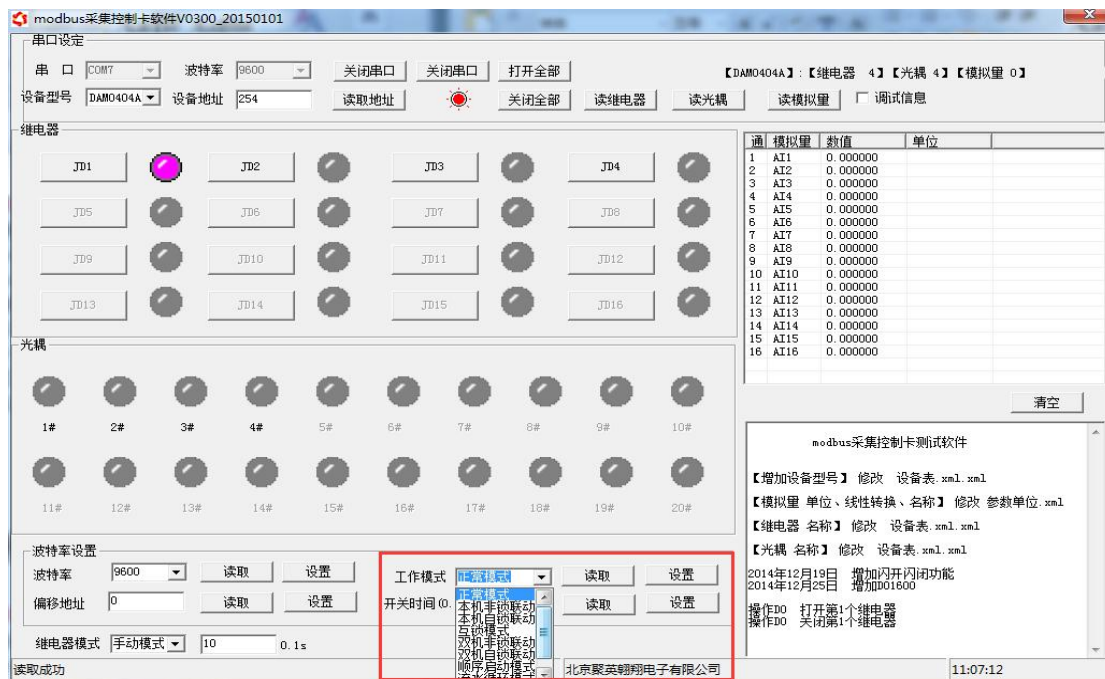 modbus采集控制卡软件V0300_20150101
串口设定
串 口 COM7 波特率 9600 关闭串口 关闭串口 打开全部
【DAM0404A】:【继电器 4】【光耦 4】【模拟量 0】
设备型号 DAM0404A 设备地址 254 读取地址 关闭全部 读继电器 读光耦 读模拟量 调试信息
继电器
JD1 JD2 JD3 JD4
JD5 JD6 JD7 JD8
JD9 JD10 JD11 JD12
JD13 JD14 JD15 JD16
通 模拟量 数值 单位
1 AI1 0.000000
2 AI2 0.000000
3 AI3 0.000000
4 AI4 0.000000
5 AI5 0.000000
6 AI6 0.000000
7 AI7 0.000000
8 AI8 0.000000
9 AI9 0.000000
10 AI10 0.000000
11 AI11 0.000000
12 AI12 0.000000
13 AI13 0.000000
14 AI14 0.000000
15 AI15 0.000000
16 AI16 0.000000
清空
光耦
1# 2# 3# 4# 5# 6# 7# 8# 9# 10#
11# 12# 13# 14# 15# 16# 17# 18# 19# 20#
modbus采集控制卡测试软件
【增加设备型号】 修改 设备表.xml.xml
【模拟量 单位、线性转换、名称】 修改 参数单位.xml
【继电器 名称】 修改 设备表.xml.xml
【光耦 名称】 修改 设备表.xml.xml
2014年12月19日 增加闪开闪闭功能
2014年12月25日 增加DO1600
操作DO 打开第1个继电器
操作DO 关闭第1个继电器
波特率设置
波特率 9600 读取 设置
偏移地址 0 读取 设置
继电器模式 手动模式 10 0.1s
工作模式 正常模式 读取 设置
开关时间(0. 读取 设置
正常模式
本机非锁联动
本机自锁联动
互锁模式
双机非锁联动
双机自锁联动
顺序启动模式
流水循环模式
读取成功
北京聚英翱翔电子有限公司
11:07:12